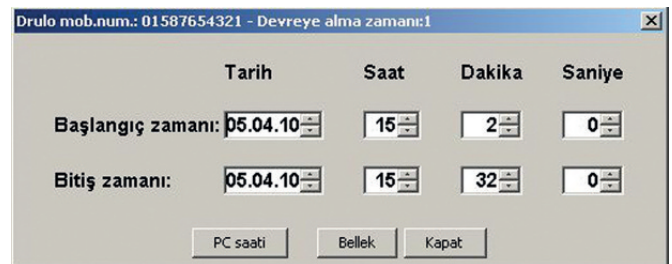 Drulo mob.num.: 01587654321 - Devreye alma zamanı:1
Tarih Saat Dakika Saniye
Başlangıç zamanı: 05.04.10 15 2 0
Bitiş zamanı: 05.04.10 15 32 0
PC saati Bellek Kapat